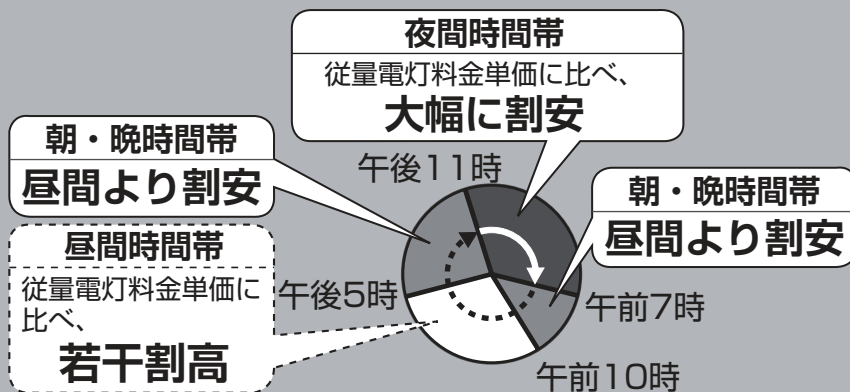 夜間時間帯
従量電灯料金単価に比べ、
大幅に割安
朝・晩時間帯
昼間より割安
午後11時
朝・晩時間帯
昼間より割安
昼間時間帯
従量電灯料金単価に
比べ、
若干割高
午後5時
午前7時
午前10時